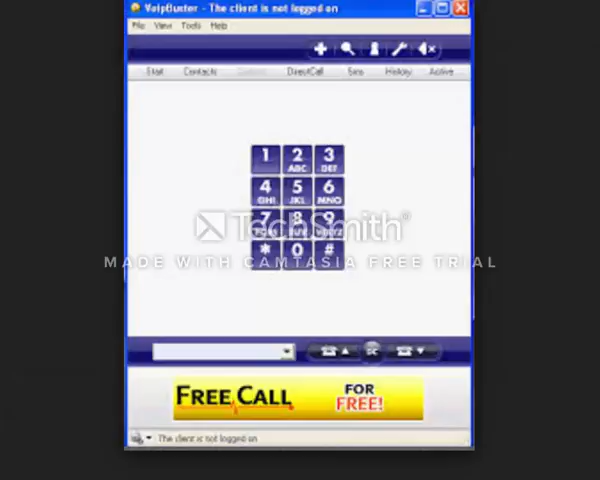 VoipBuster - The client is not logged on
File View Tools Help
Start Contacts DirectCall Sms History Active
1 2 3
ABC DEF
4 5 6
GHI JKL MNO
7 8 9
TechSmith®
* 0 #
MADE WITH CAMTASIA FREE TRIAL
FREE CALL FOR
FREE!
The client is not logged on